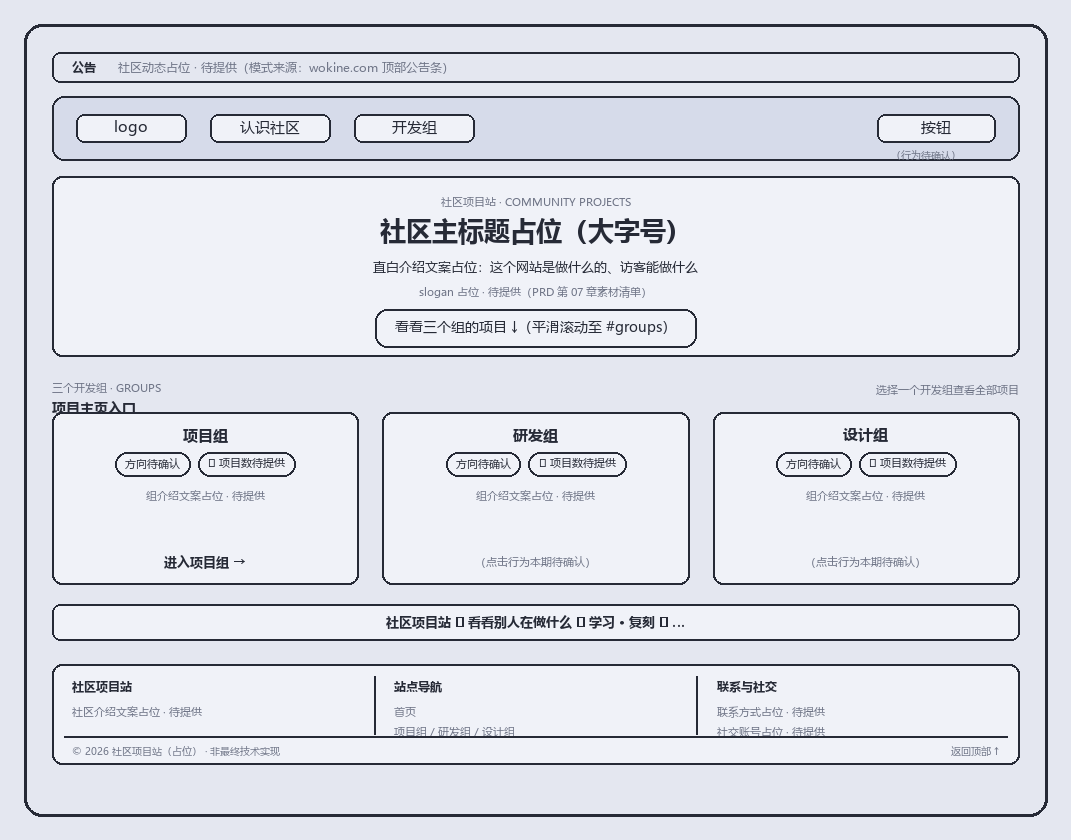 公告 社区动态占位 · 待提供（模式来源：wokine.com 顶部公告条）
logo 认识社区 开发组 按钮
（行为待确认）
社区项目站 · COMMUNITY PROJECTS
社区主标题占位（大字号）
直白介绍文案占位：这个网站是做什么的、访客能做什么
slogan 占位 · 待提供（PRD 第 07 章素材清单）
看看三个组的项目 ↓（平滑滚动至 #groups）
三个开发组 · GROUPS
选择一个开发组查看全部项目
项目主页入口
项目组
方向待确认 ▯ 项目数待提供
组介绍文案占位 · 待提供
进入项目组 →
研发组
方向待确认 ▯ 项目数待提供
组介绍文案占位 · 待提供
（点击行为本期待确认）
设计组
方向待确认 ▯ 项目数待提供
组介绍文案占位 · 待提供
（点击行为本期待确认）
社区项目站 ▯ 看看别人在做什么 ▯ 学习 • 复刻 ▯ …
社区项目站
社区介绍文案占位 · 待提供
站点导航
首页
项目组 / 研发组 / 设计组
联系与社交
联系方式占位 · 待提供
社交账号占位 · 待提供
© 2026 社区项目站（占位） · 非最终技术实现
返回顶部 ↑